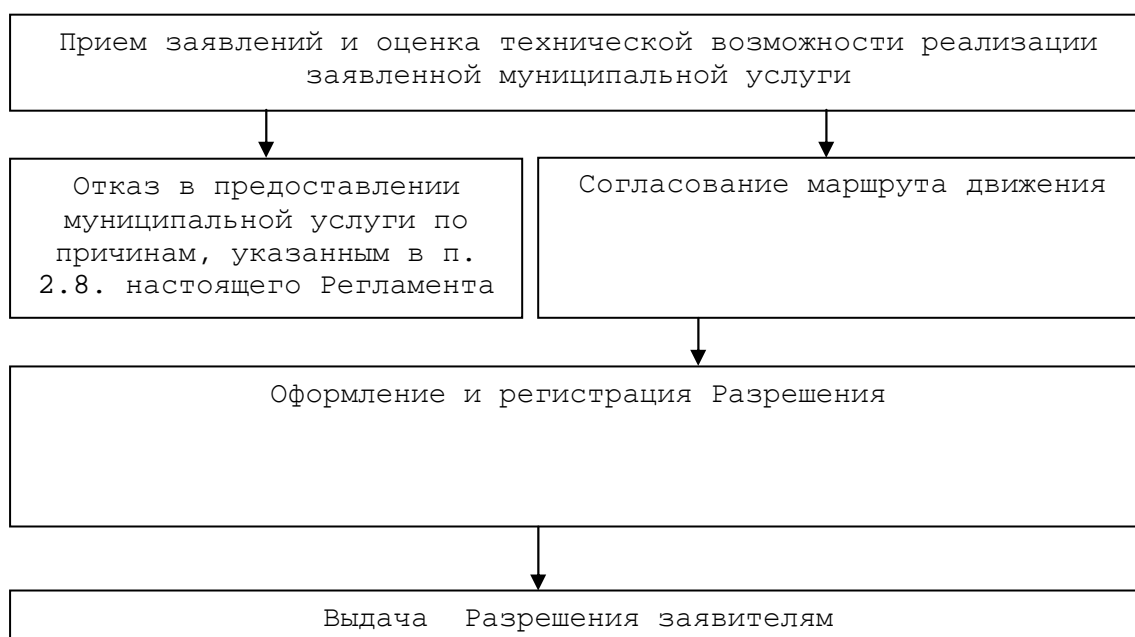 Прием заявлений и оценка технической возможности реализации
заявленной муниципальной услуги
Отказ в предоставлении
муниципальной услуги по
причинам, указанным в п.
2.8. настоящего Регламента
Согласование маршрута движения
Оформление и регистрация Разрешения
Выдача Разрешения заявителям